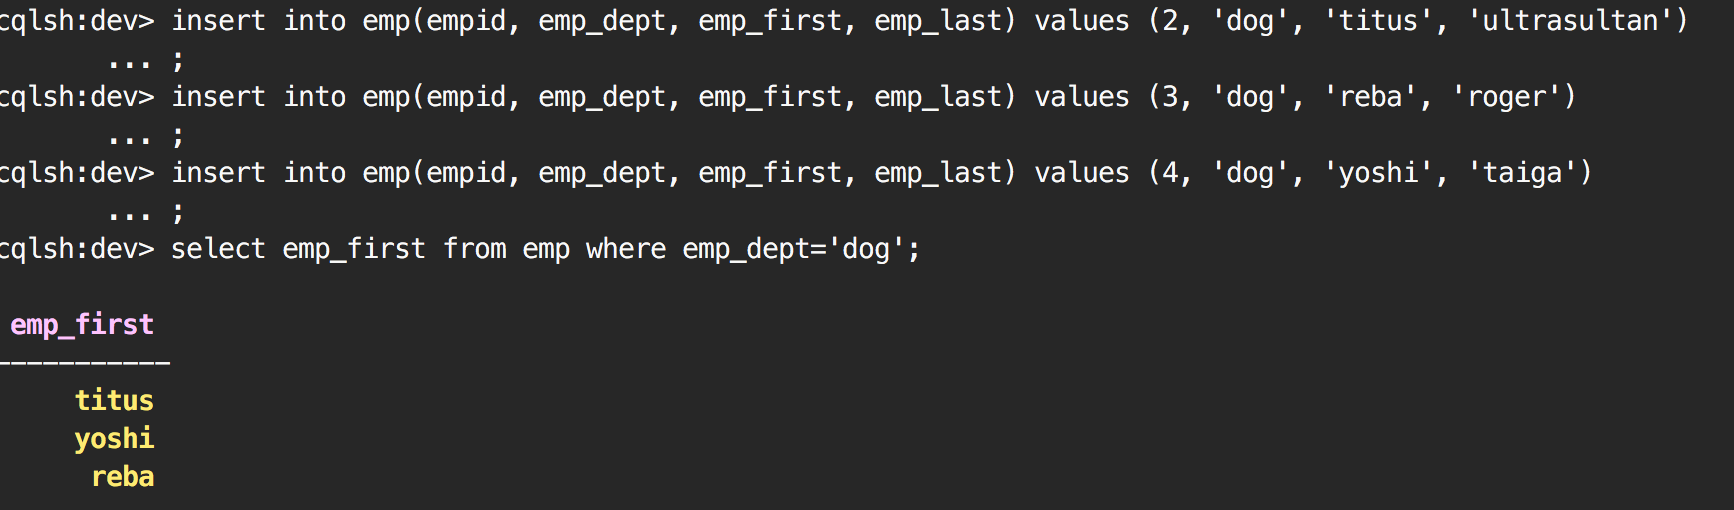 cqlsh:dev> insert into emp(empid, emp_dept, emp_first, emp_last) values (2, 'dog', 'titus', 'ultrasultan')
... ;
cqlsh:dev> insert into emp(empid, emp_dept, emp_first, emp_last) values (3, 'dog', 'reba', 'roger')
... ;
cqlsh:dev> insert into emp(empid, emp_dept, emp_first, emp_last) values (4, 'dog', 'yoshi', 'taiga')
... ;
cqlsh:dev> select emp_first from emp where emp_dept='dog';
emp_first
-----------
titus
yoshi
reba